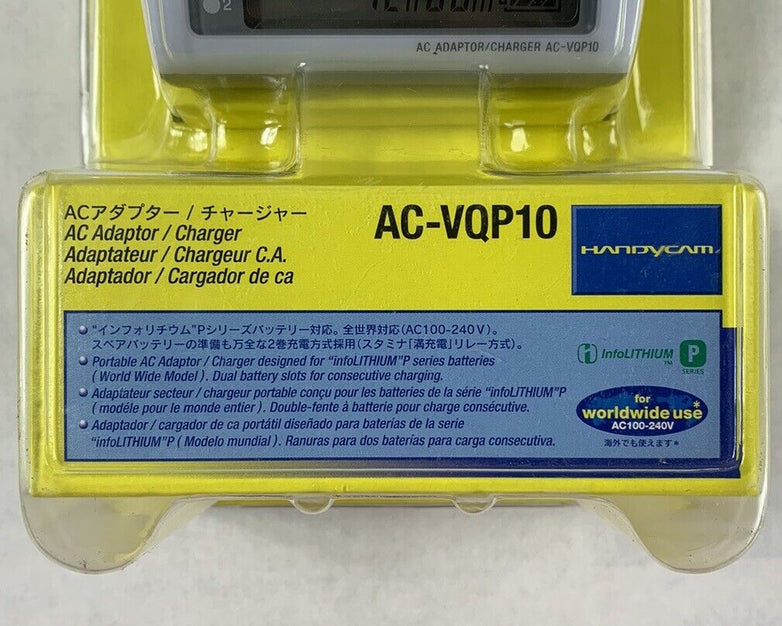 2
AC ADAPTOR/CHARGER AC-VQP10
ACアダプター / チャージャー
AC Adaptor / Charger
Adaptateur / Chargeur C.A.
Adaptador / Cargador de ca
AC-VQP10
HANDYCAM
"インフォリチウム"Pシリーズバッテリー対応。全世界対応(AC100-240V)。
スペアバッテリーの準備も万全な2巻充電方式採用(スタミナ「満充電」リレー方式)。
Portable AC Adaptor / Charger designed for "infoLITHIUM"P series batteries
( World Wide Model ). Dual battery slots for consecutive charging.
Adaptateur secteur / chargeur portable conçu pour les batteries de la série "infoLITHIUM"P
( modéle pour le monde entier ). Double-fente à batterie pour charge consécutive.
Adaptador / cargador de ca portátil diseñado para baterías de la serie
"infoLITHIUM"P ( Modelo mundial ). Ranuras para dos baterías para carga consecutiva.
i InfoLITHIUM™ P
SERIES
for
worldwide use*
AC100-240V
海外でも使えます*